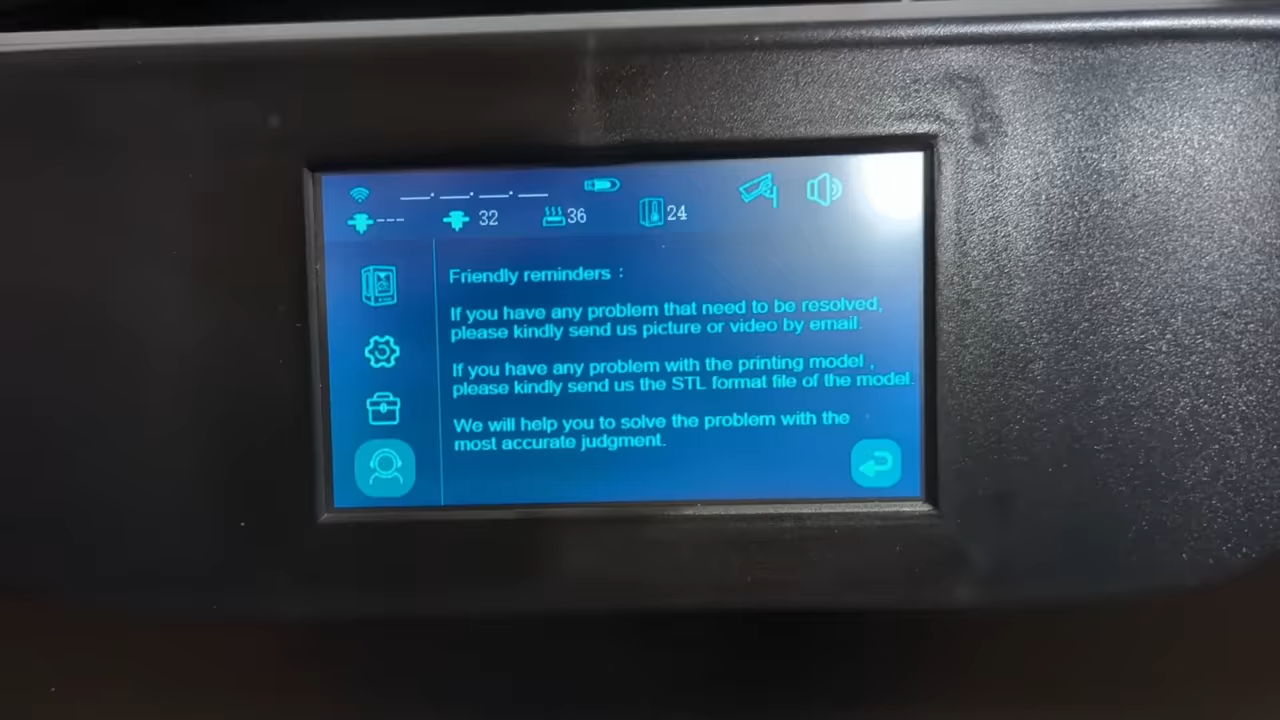 --- 32 36 24
Friendly reminders :
If you have any problem that need to be resolved,
please kindly send us picture or video by email.
If you have any problem with the printing model ,
please kindly send us the STL format file of the model.
We will help you to solve the problem with the
most accurate judgment.